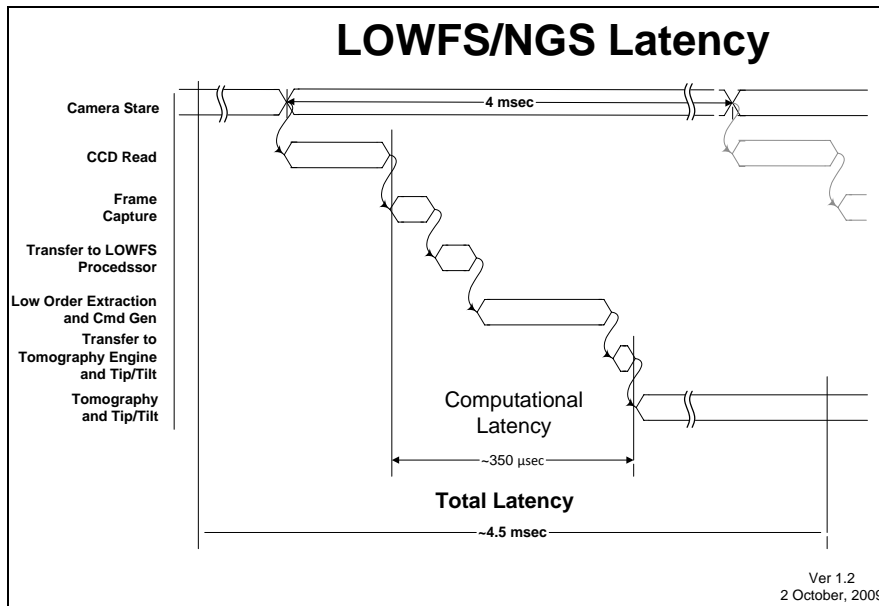 LOWFS/NGS Latency
Camera Stare
4 msec
CCD Read
Frame
Capture
Transfer to LOWFS
Procedssor
Low Order Extraction
and Cmd Gen
Transfer to
Tomography Engine
and Tip/Tilt
Tomography
and Tip/Tilt
Computational
Latency
~350 µsec
Total Latency
~4.5 msec
Ver 1.2
2 October, 2009